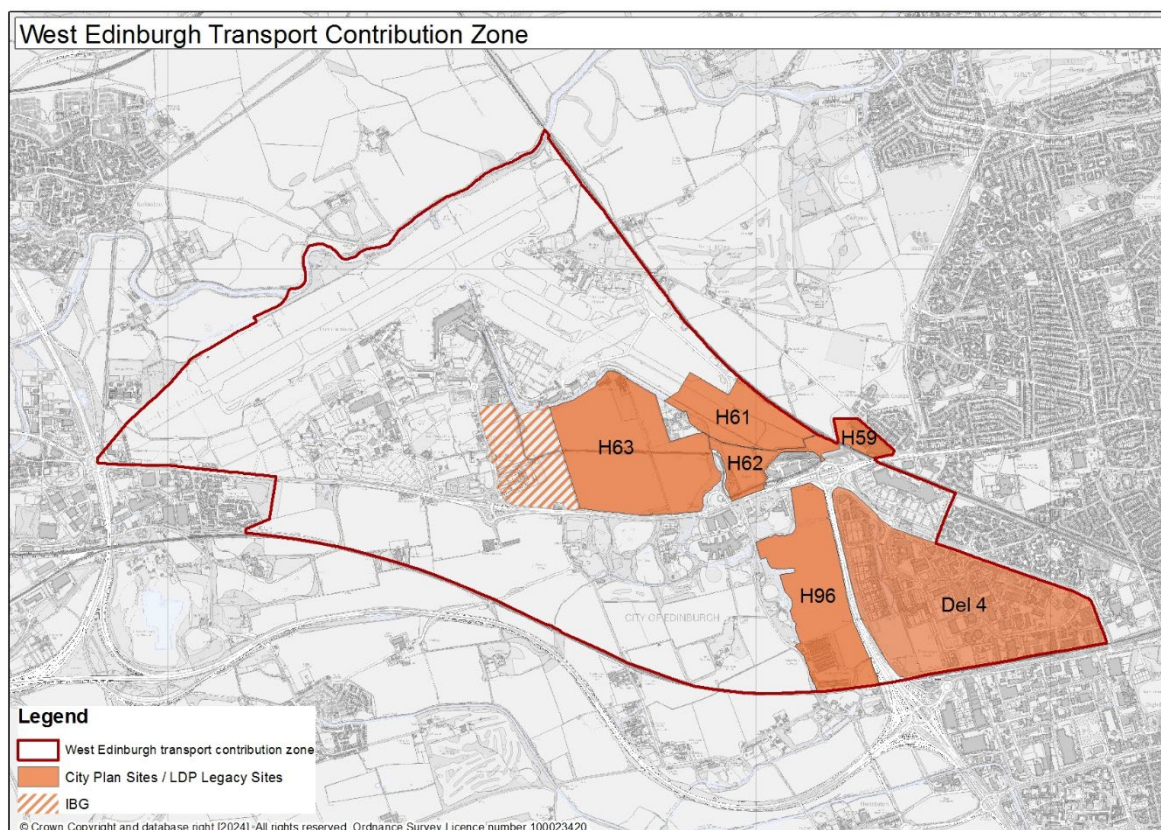 West Edinburgh Transport Contribution Zone
H61
H59
H63
H62
H96
Del 4
CITY OF EDINBURGH
Legend
West Edinburgh transport contribution zone
City Plan Sites / LDP Legacy Sites
IBG
© Crown Copyright and database right [2024]. All rights reserved. Ordnance Survey Licence number 100023420